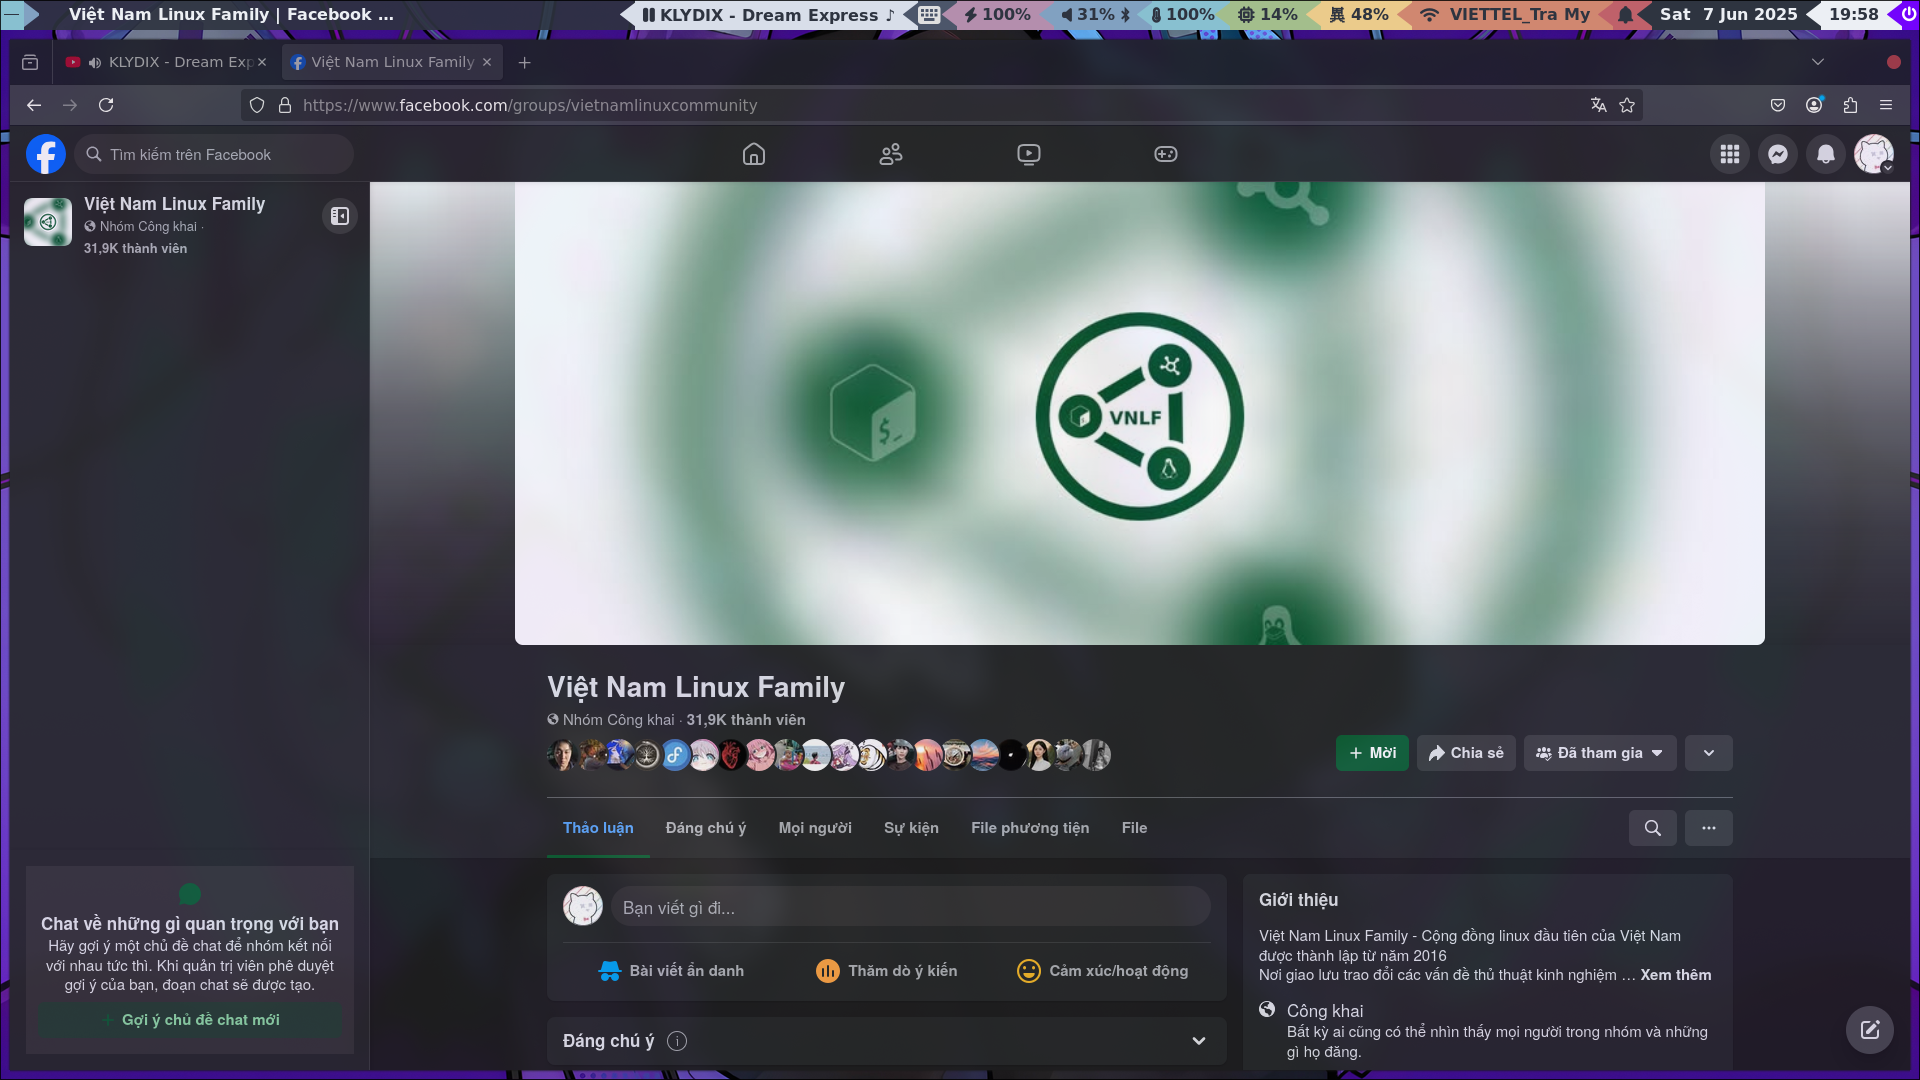 Việt Nam Linux Family | Facebook ...
KLYDIX - Dream Express ♪
100%
31%
100%
14%
48%
VIETTEL_Tra My
Sat 7 Jun 2025
19:58
KLYDIX - Dream Exp
Việt Nam Linux Family
https://www.facebook.com/groups/vietnamlinuxcommunity
Tìm kiếm trên Facebook
Việt Nam Linux Family
Nhóm Công khai ·
31,9K thành viên
$_
VNLF
Việt Nam Linux Family
Nhóm Công khai · 31,9K thành viên
Mời
Chia sẻ
Đã tham gia
Thảo luận
Đáng chú ý
Mọi người
Sự kiện
File phương tiện
File
Bạn viết gì đi...
Bài viết ẩn danh
Thăm dò ý kiến
Cảm xúc/hoạt động
Đáng chú ý
Giới thiệu
Việt Nam Linux Family - Cộng đồng linux đầu tiên của Việt Nam
được thành lập từ năm 2016
Nơi giao lưu trao đổi các vấn đề thủ thuật kinh nghiệm … Xem thêm
Công khai
Bất kỳ ai cũng có thể nhìn thấy mọi người trong nhóm và những
gì họ đăng.
Chat về những gì quan trọng với bạn
Hãy gợi ý một chủ đề chat để nhóm kết nối
với nhau tức thì. Khi quản trị viên phê duyệt
gợi ý của bạn, đoạn chat sẽ được tạo.
Gợi ý chủ đề chat mới